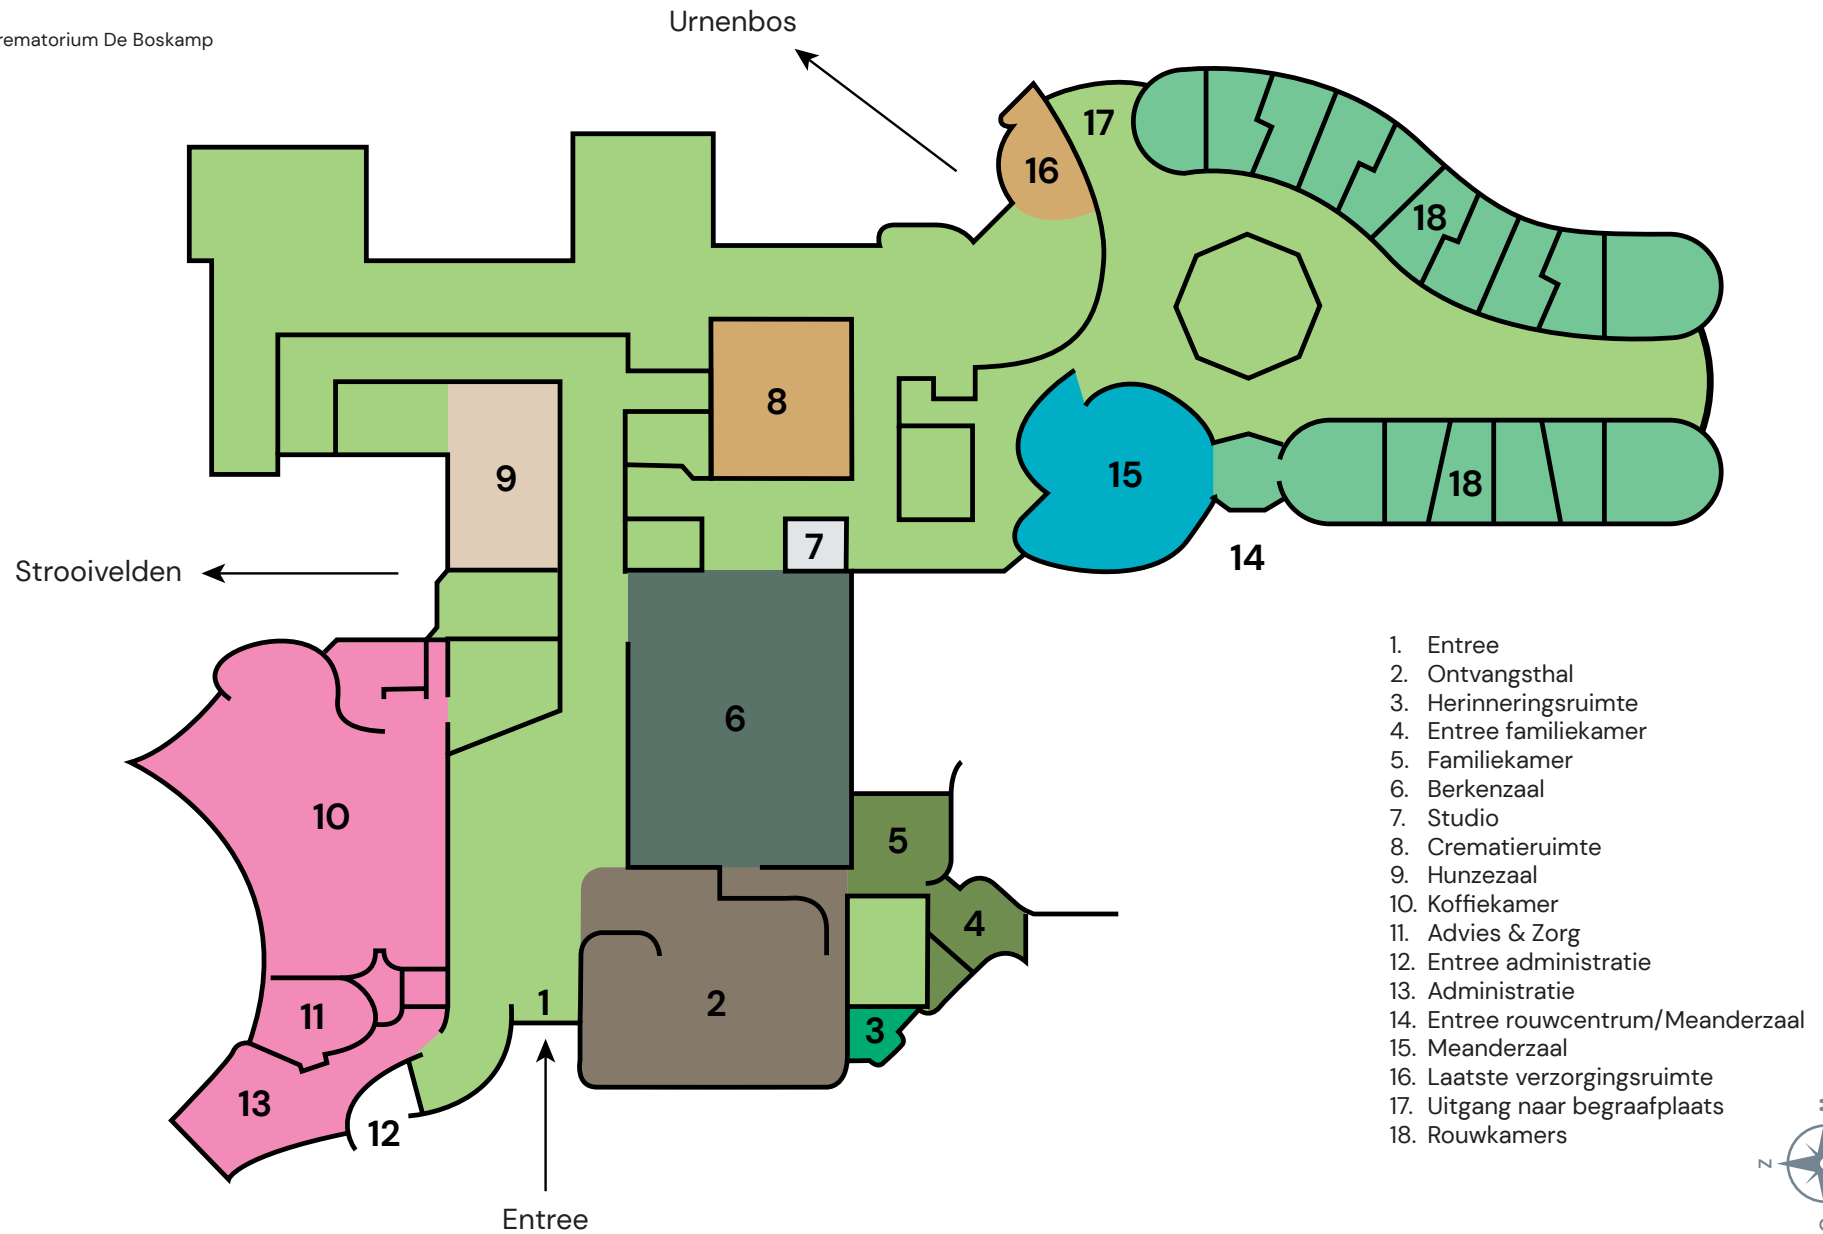 rematorium De Boskamp
Urnenbos
17
16
18
8
9
15
18
7
14
Strooivelden
6
10
5
4
1
2
3
11
13
12
Entree
1. Entree
2. Ontvangsthal
3. Herinneringsruimte
4. Entree familiekamer
5. Familiekamer
6. Berkenzaal
7. Studio
8. Crematieruimte
9. Hunzezaal
10. Koffiekamer
11. Advies & Zorg
12. Entree administratie
13. Administratie
14. Entree rouwcentrum/Meanderzaal
15. Meanderzaal
16. Laatste verzorgingsruimte
17. Uitgang naar begraafplaats
18. Rouwkamers
N